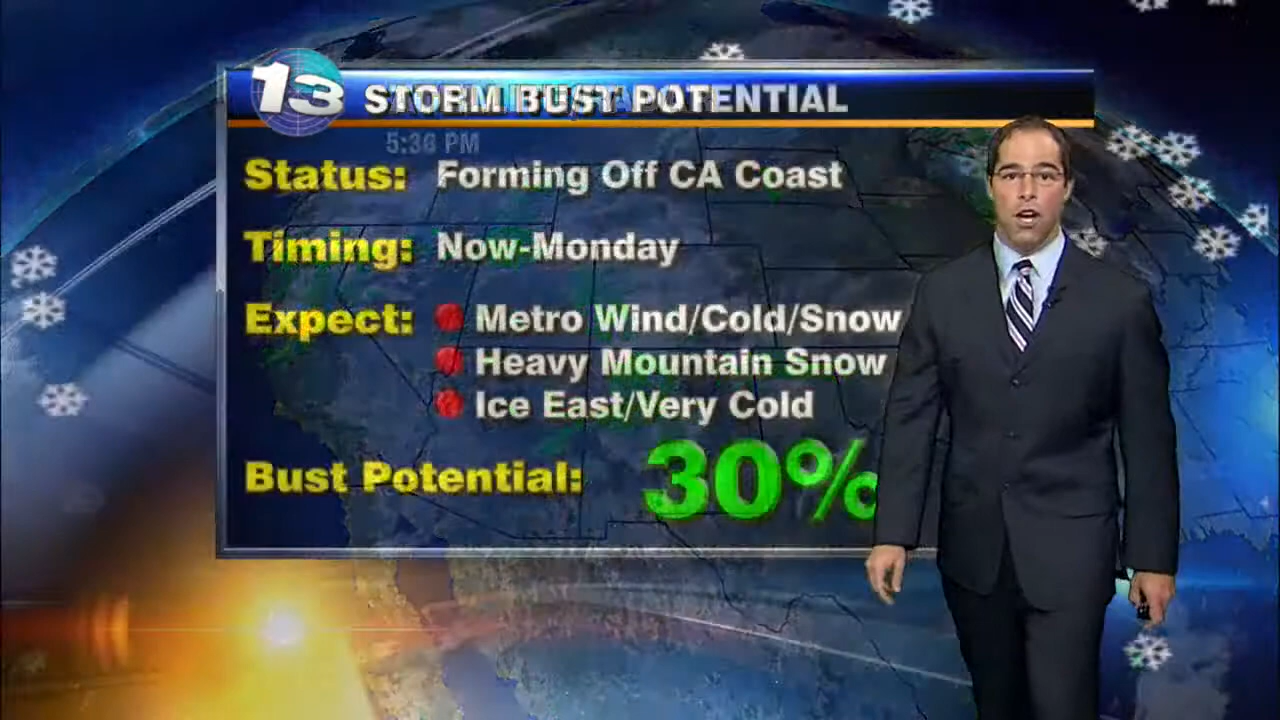 13
STORM BUST POTENTIAL
5:36 PM
Status: Forming Off CA Coast
Timing: Now-Monday
Expect: Metro Wind/Cold/Snow
Heavy Mountain Snow
Ice East/Very Cold
Bust Potential: 30%